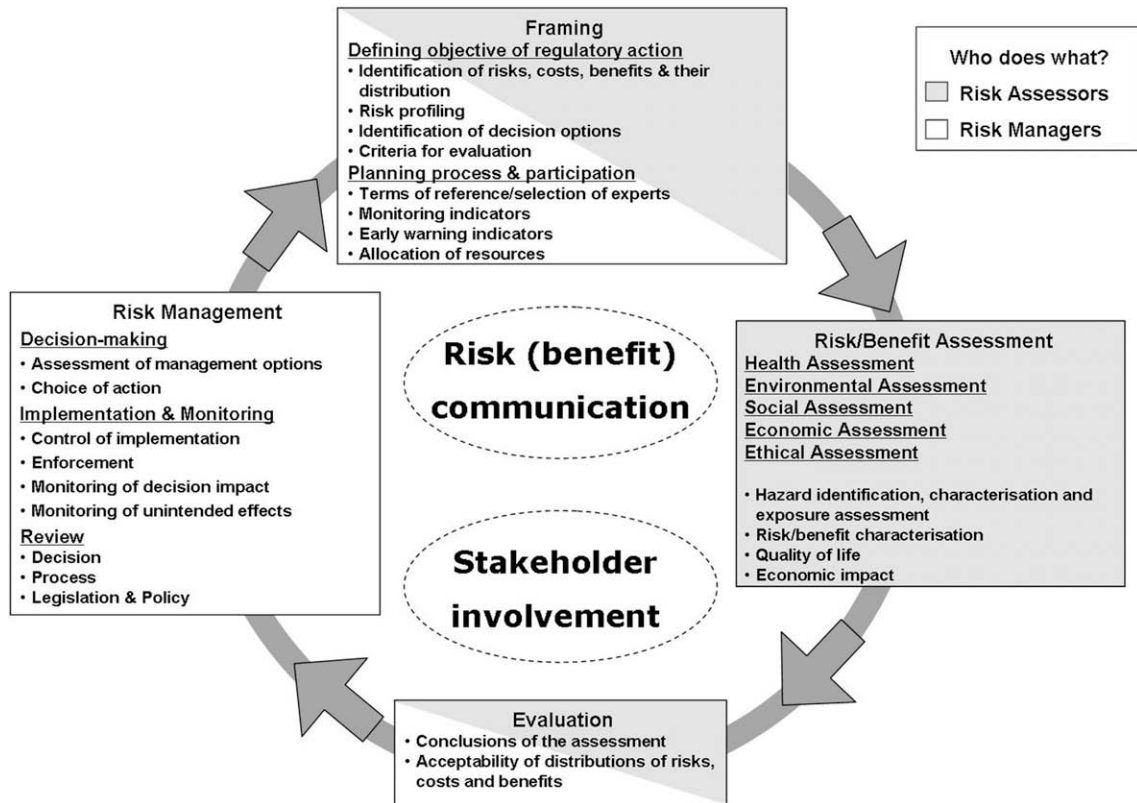 Framing
Defining objective of regulatory action
• Identification of risks, costs, benefits & their
distribution
• Risk profiling
• Identification of decision options
• Criteria for evaluation
Planning process & participation
• Terms of reference/selection of experts
• Monitoring indicators
• Early warning indicators
• Allocation of resources
Who does what?
Risk Assessors
Risk Managers
Risk Management
Decision-making
• Assessment of management options
• Choice of action
Implementation & Monitoring
• Control of implementation
• Enforcement
• Monitoring of decision impact
• Monitoring of unintended effects
Review
• Decision
• Process
• Legislation & Policy
Risk (benefit)
communication
Stakeholder
involvement
Risk/Benefit Assessment
Health Assessment
Environmental Assessment
Social Assessment
Economic Assessment
Ethical Assessment
• Hazard identification, characterisation and
exposure assessment
• Risk/benefit characterisation
• Quality of life
• Economic impact
Evaluation
• Conclusions of the assessment
• Acceptability of distributions of risks,
costs and benefits